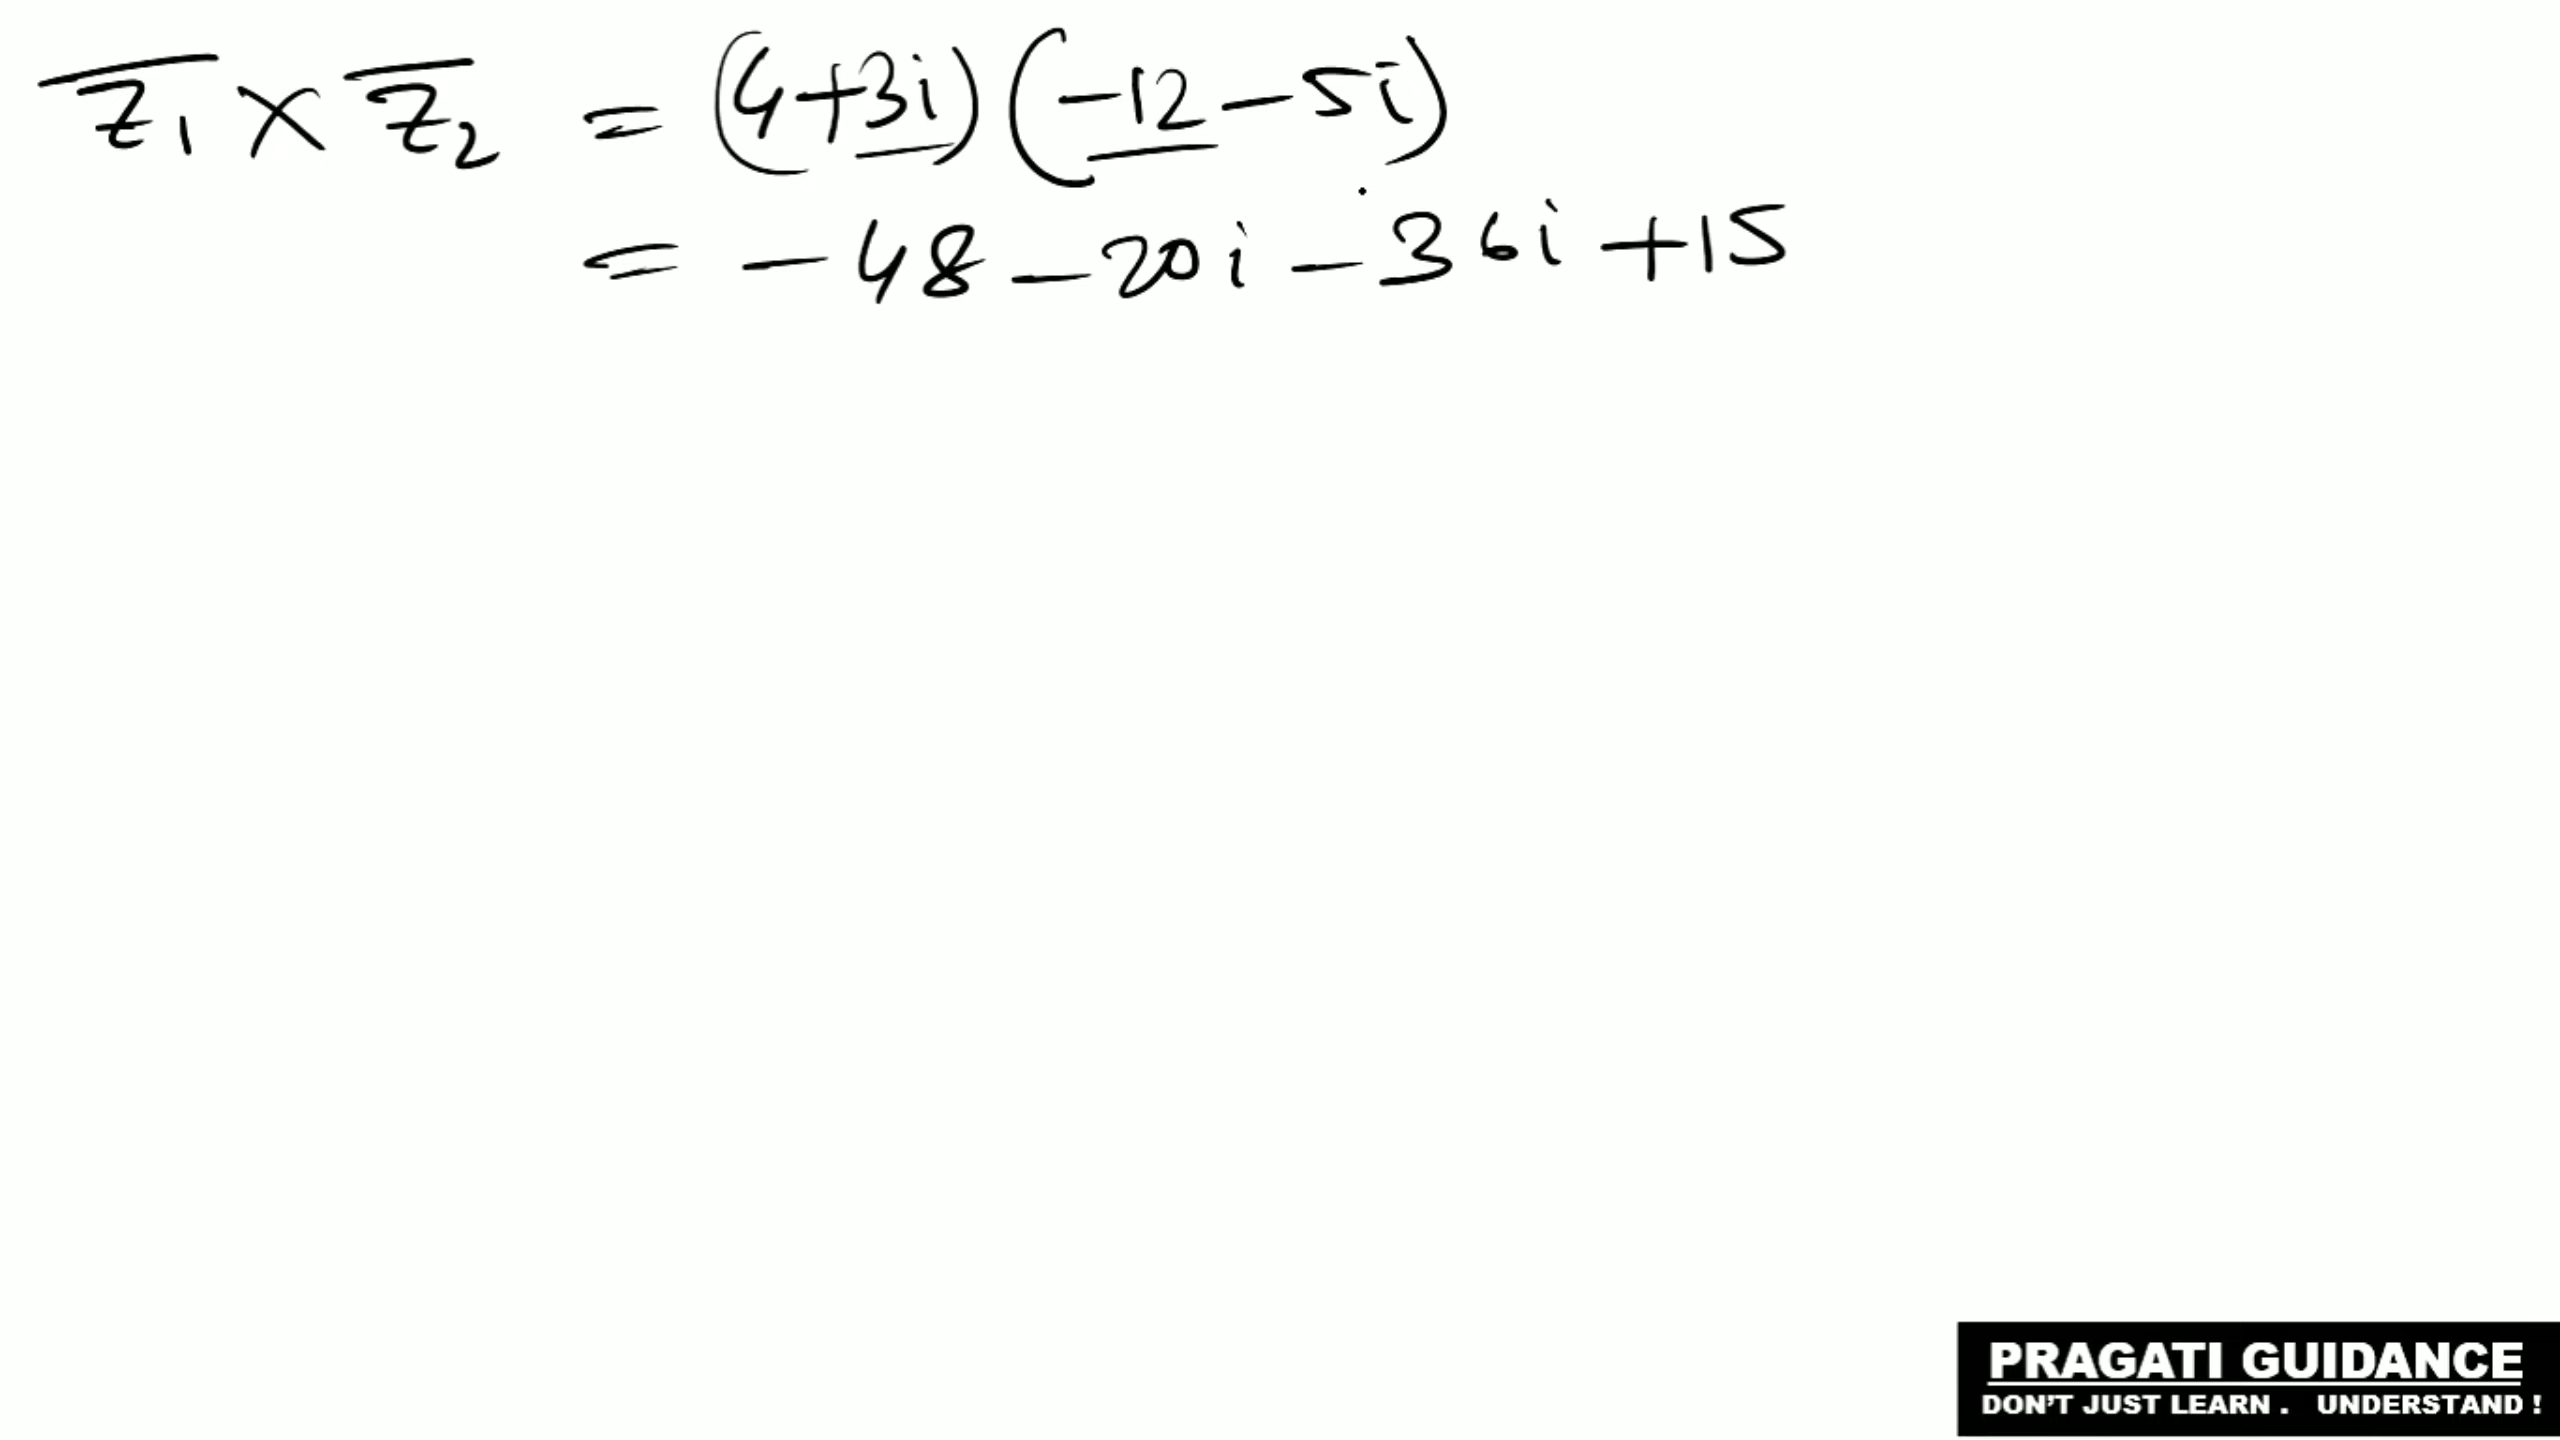 z̅₁ × z̅₂ = (4+3i)(-12-5i)
= -48-20i-36i+15
PRAGATI GUIDANCE
DON'T JUST LEARN. UNDERSTAND!